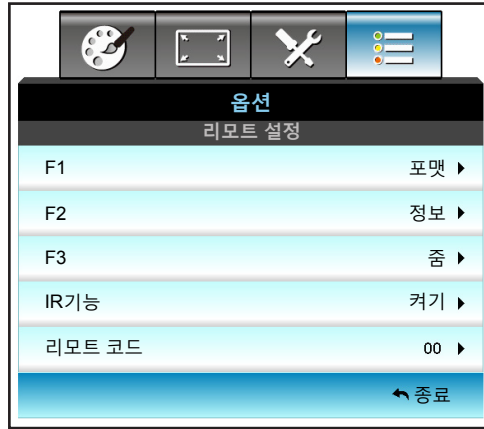 옵션
리모트 설정
F1 포맷
F2 정보
F3 줌
IR기능 켜기
리모트 코드 00
종료